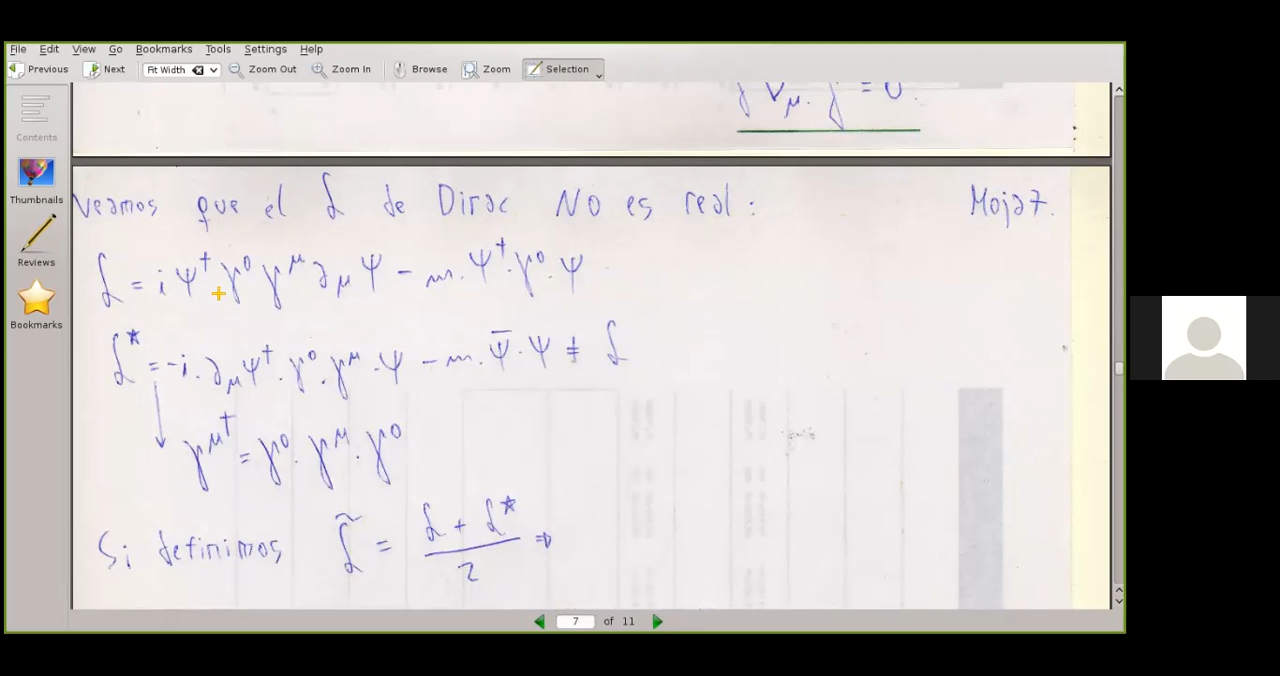 File Edit View Go Bookmarks Tools Settings Help
Previous Next Fit Width Zoom Out Zoom In Browse Zoom Selection
Contents
Thumbnails
Reviews
Bookmarks
γ ∇μ. J = 0.
Veamos que el ℒ de Dirac NO es real: Hoja 7.
ℒ = i ψ† γ⁰ γ^μ ∂_μ ψ - m. ψ†. γ⁰. ψ
ℒ* = -i. ∂_μ ψ†. γ⁰. γ^μ. ψ - m. ψ̄. ψ ≠ ℒ
γ^μ† = γ⁰. γ^μ. γ⁰
Si definimos ℒ̃ = (ℒ + ℒ*)/2 ⇒
7 of 11